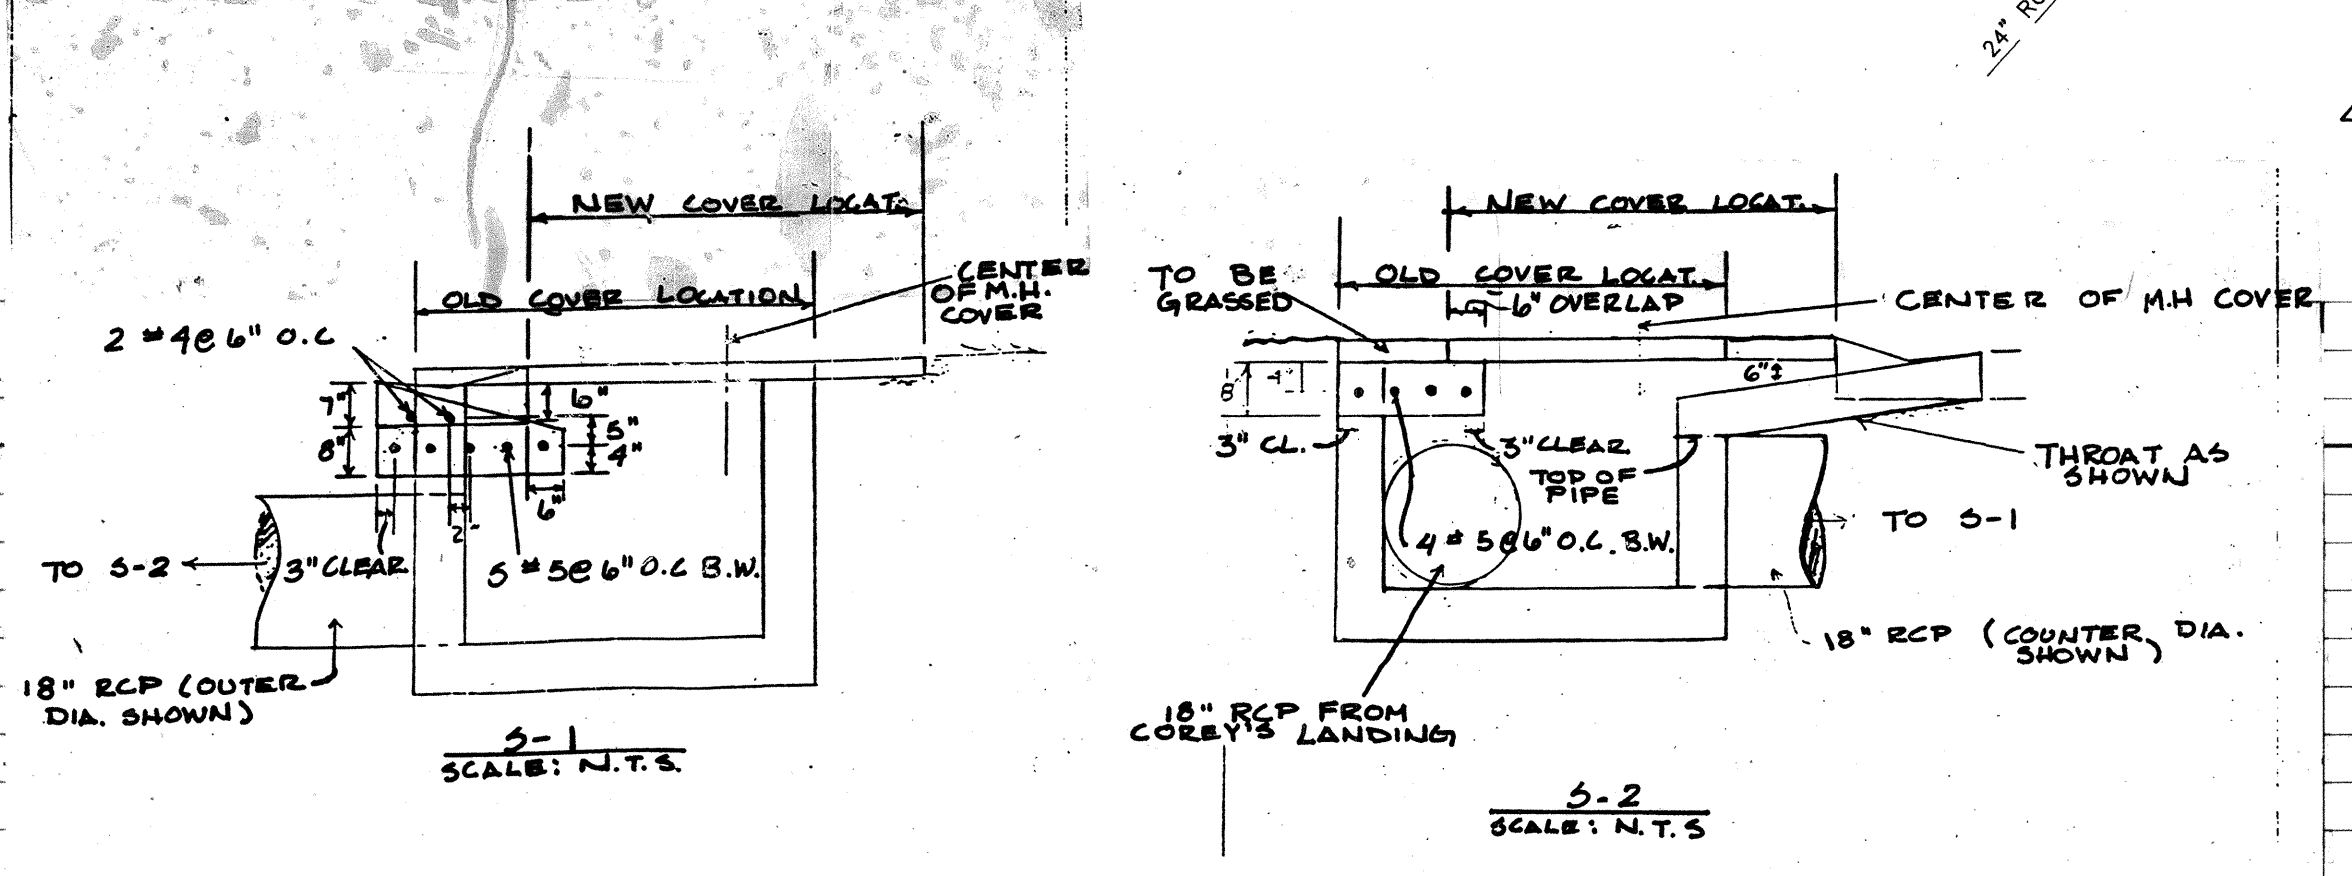 24"
NEW COVER LOCAT.
OLD COVER LOCATION
CENTER
OF M.H.
COVER
2 #4@ 6" O.C
7"
8"
6"
5"
4"
6"
2"
3" CLEAR
5 #5@ 6" O.C B.W.
TO S-2
18" RCP (OUTER
DIA. SHOWN)
S-1
SCALE: N.T.S.
NEW COVER LOCAT.
OLD COVER LOCAT.
6" OVERLAP
TO BE
GRASSED
CENTER OF M.H COVER
8"
4"
6"
3" CL.
3" CLEAR
TOP OF
PIPE
THROAT AS
SHOWN
TO S-1
4 #5@6" O.C. B.W.
18" RCP (COUNTER DIA.
SHOWN)
18" RCP FROM
COREY'S LANDING
S-2
SCALE: N.T.S